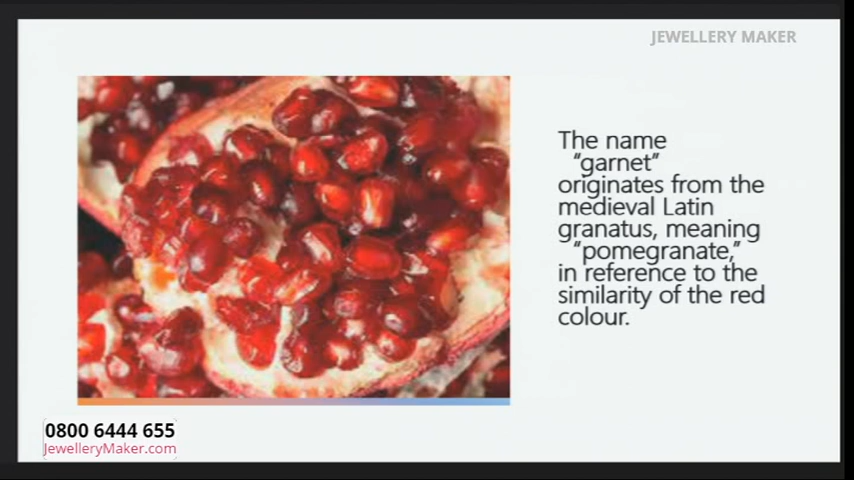 JEWELLERY MAKER
The name
“garnet”
originates from the
medieval Latin
granatus, meaning
“pomegranate,”
in reference to the
similarity of the red
colour.
0800 6444 655
JewelleryMaker.com